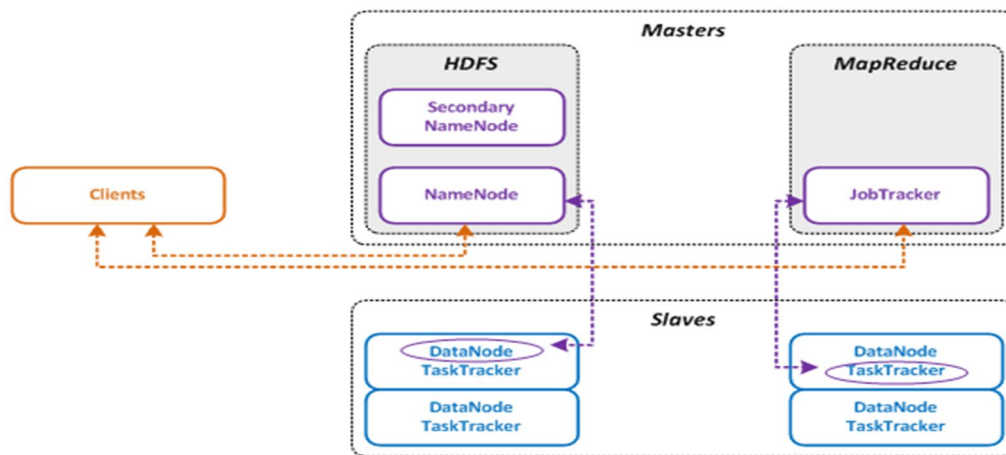 Masters
HDFS
MapReduce
Secondary
NameNode
Clients
NameNode
JobTracker
Slaves
DataNode
TaskTracker
DataNode
TaskTracker
DataNode
TaskTracker
DataNode
TaskTracker